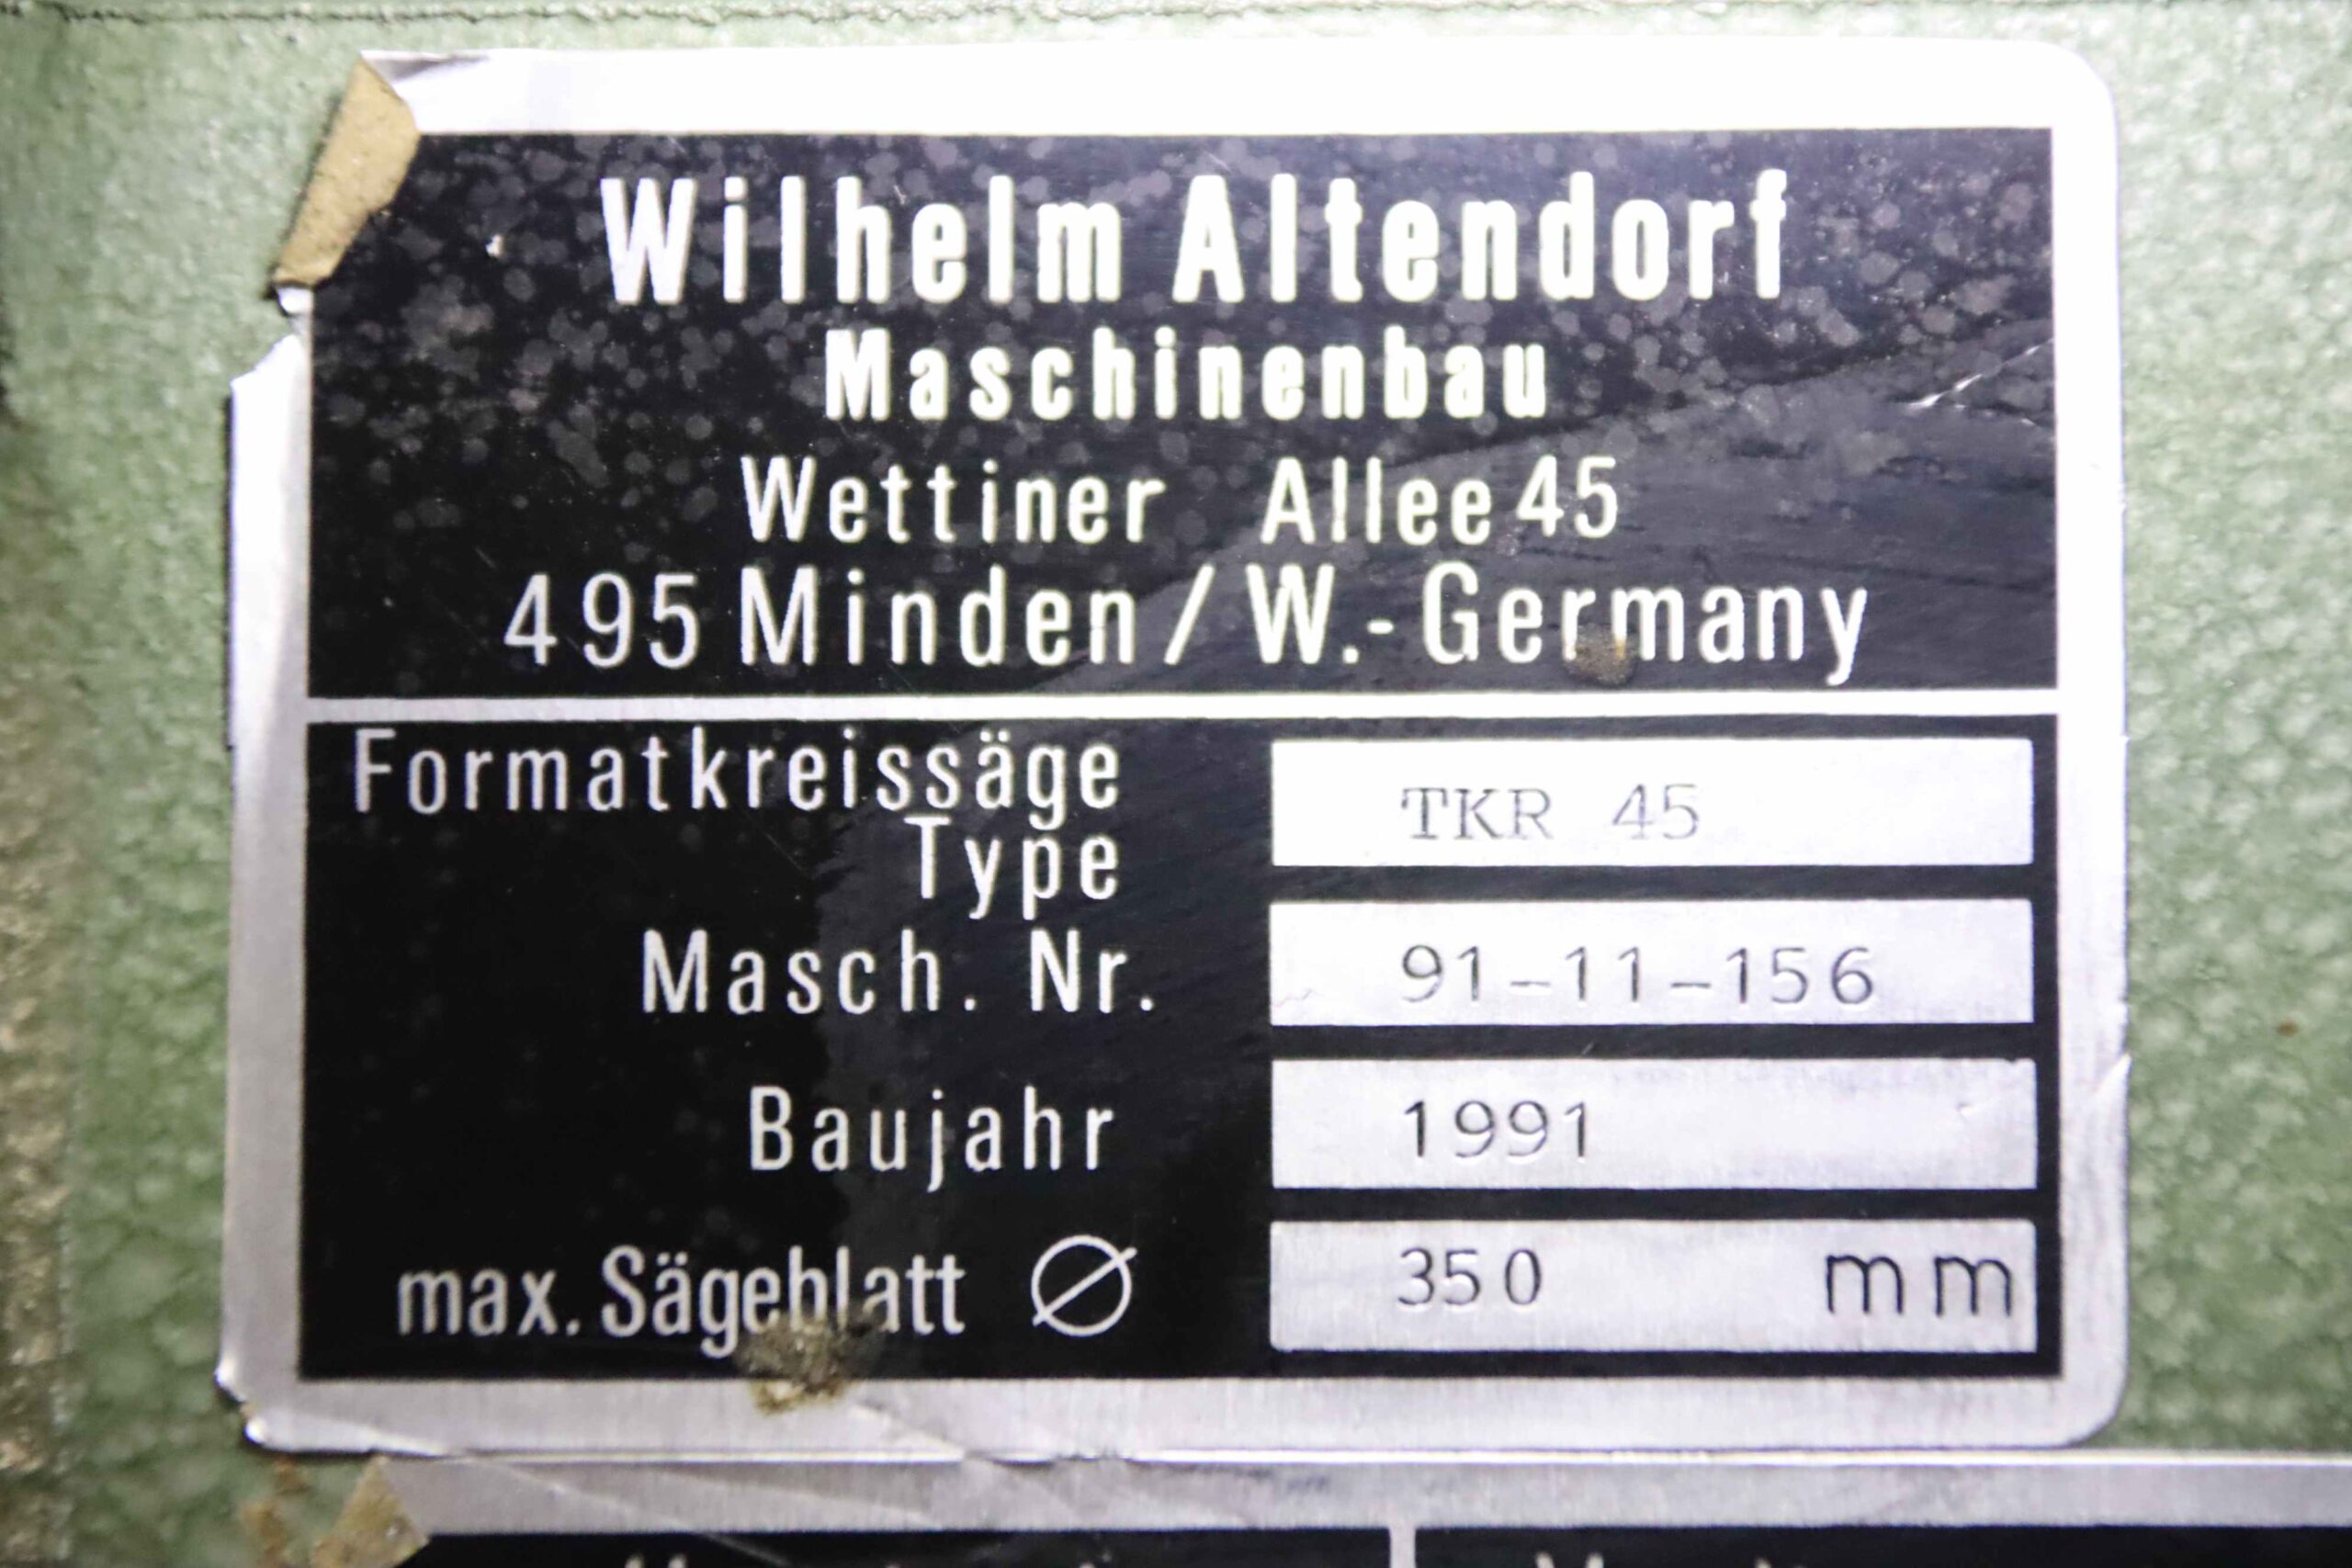 Wilhelm Altendorf
Maschinenbau
Wettiner Allee 45
495 Minden / W.-Germany
Formatkreissäge
Type TKR 45
Masch. Nr. 91-11-156
Baujahr 1991
max. Sägeblatt Ø 350 mm